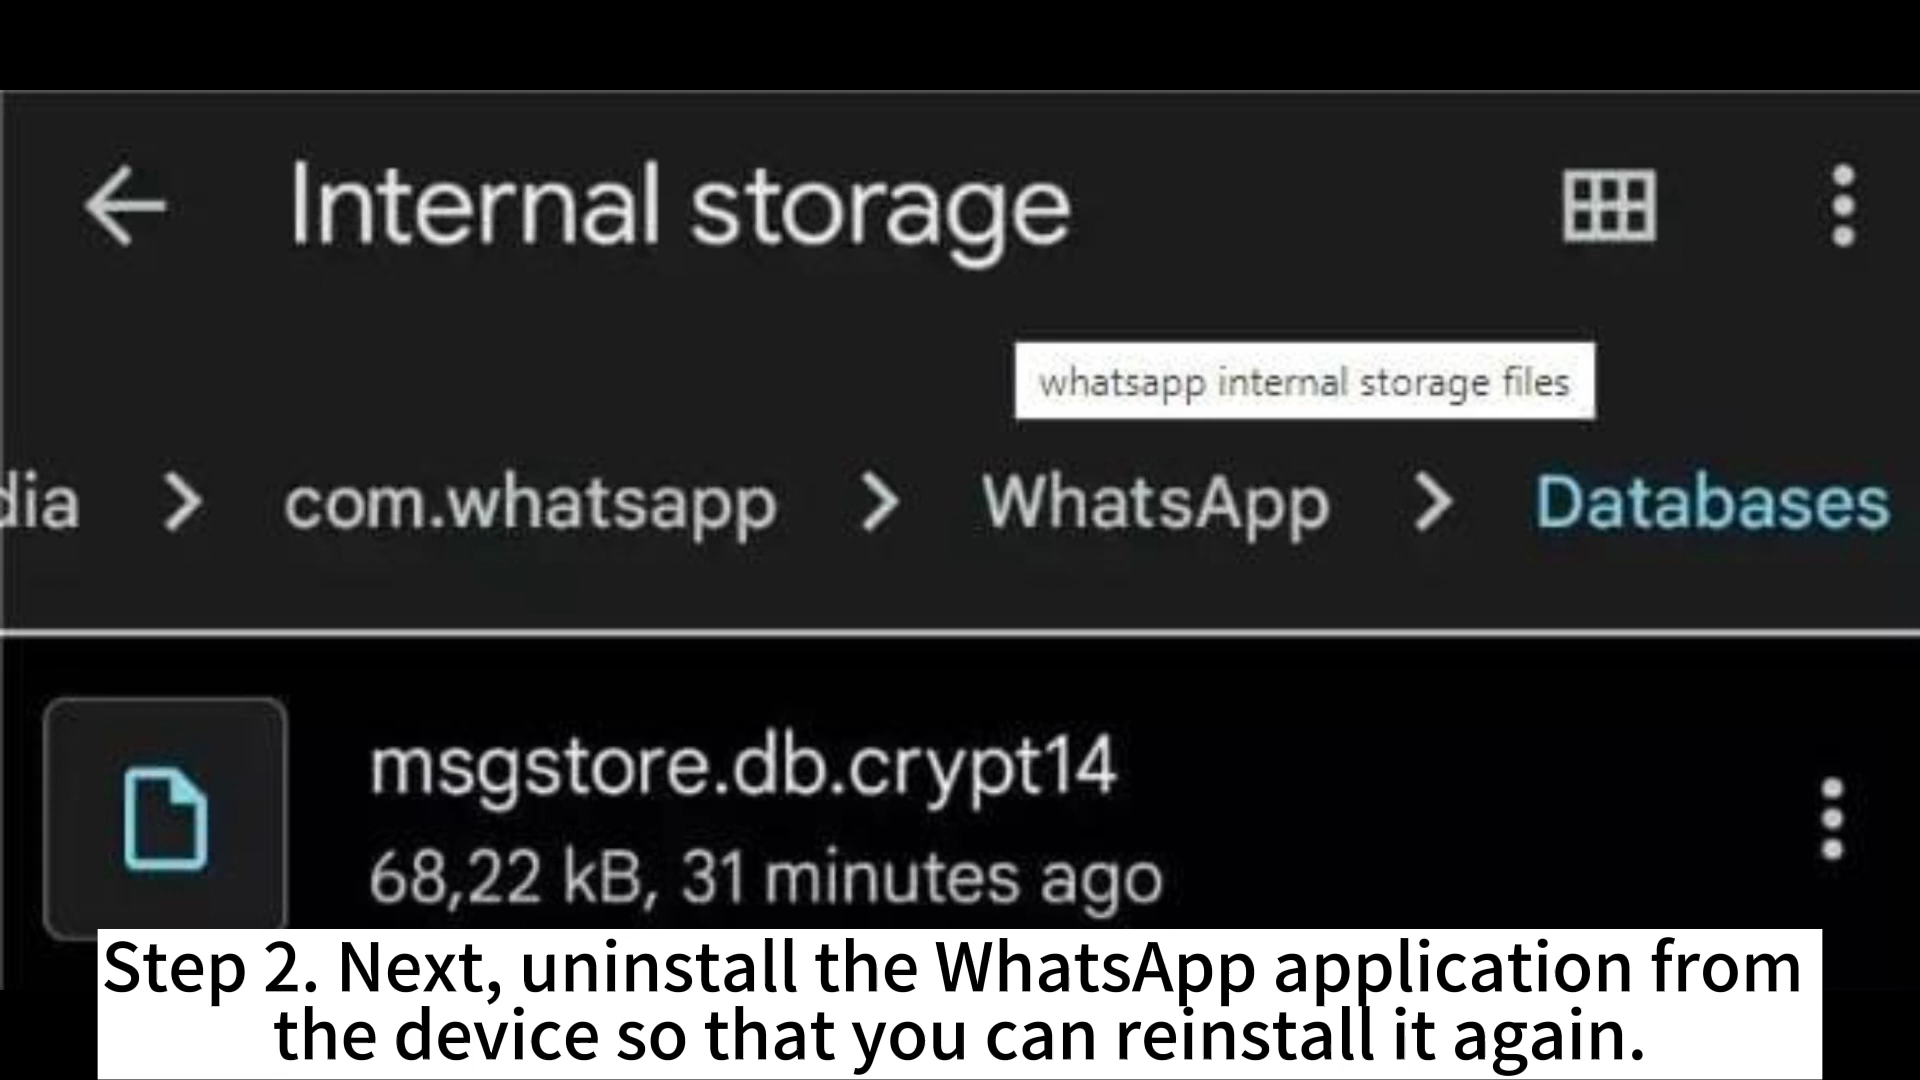 Internal storage
whatsapp internal storage files
dia > com.whatsapp > WhatsApp > Databases
msgstore.db.crypt14
68,22 kB, 31 minutes ago
Step 2. Next, uninstall the WhatsApp application from
the device so that you can reinstall it again.